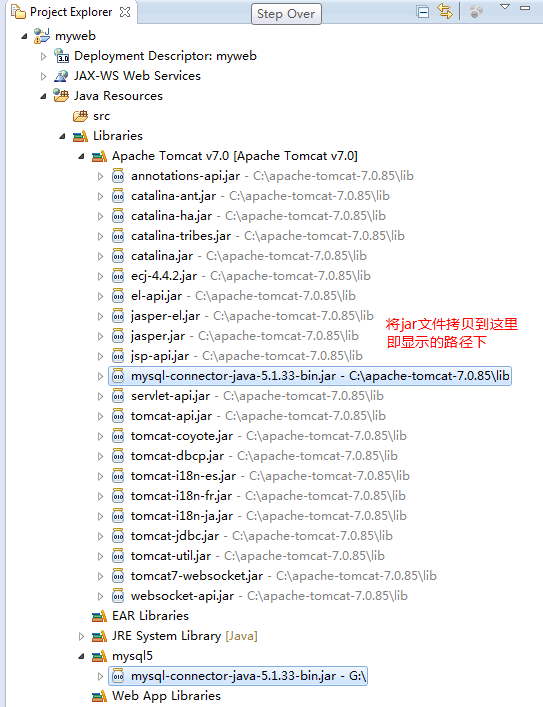 Project Explorer
Step Over
myweb
Deployment Descriptor: myweb
JAX-WS Web Services
Java Resources
src
Libraries
Apache Tomcat v7.0 [Apache Tomcat v7.0]
annotations-api.jar - C:\apache-tomcat-7.0.85\lib
catalina-ant.jar - C:\apache-tomcat-7.0.85\lib
catalina-ha.jar - C:\apache-tomcat-7.0.85\lib
catalina-tribes.jar - C:\apache-tomcat-7.0.85\lib
catalina.jar - C:\apache-tomcat-7.0.85\lib
ecj-4.4.2.jar - C:\apache-tomcat-7.0.85\lib
el-api.jar - C:\apache-tomcat-7.0.85\lib
jasper-el.jar - C:\apache-tomcat-7.0.85\lib
将jar文件拷贝到这里
jasper.jar - C:\apache-tomcat-7.0.85\lib
即显示的路径下
jsp-api.jar - C:\apache-tomcat-7.0.85\lib
mysql-connector-java-5.1.33-bin.jar - C:\apache-tomcat-7.0.85\lib
servlet-api.jar - C:\apache-tomcat-7.0.85\lib
tomcat-api.jar - C:\apache-tomcat-7.0.85\lib
tomcat-coyote.jar - C:\apache-tomcat-7.0.85\lib
tomcat-dbcp.jar - C:\apache-tomcat-7.0.85\lib
tomcat-i18n-es.jar - C:\apache-tomcat-7.0.85\lib
tomcat-i18n-fr.jar - C:\apache-tomcat-7.0.85\lib
tomcat-i18n-ja.jar - C:\apache-tomcat-7.0.85\lib
tomcat-jdbc.jar - C:\apache-tomcat-7.0.85\lib
tomcat-util.jar - C:\apache-tomcat-7.0.85\lib
tomcat7-websocket.jar - C:\apache-tomcat-7.0.85\lib
websocket-api.jar - C:\apache-tomcat-7.0.85\lib
EAR Libraries
JRE System Library [Java]
mysql5
mysql-connector-java-5.1.33-bin.jar - G:\
Web App Libraries